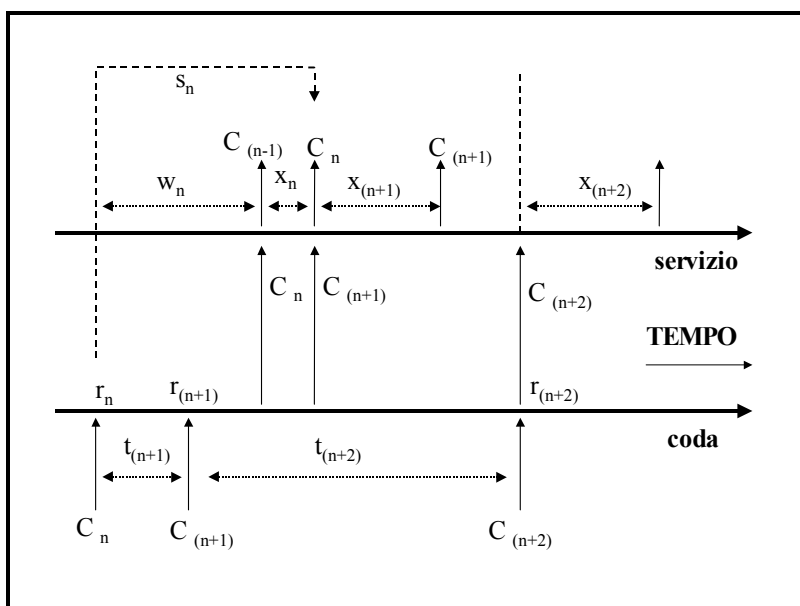 s_n
C_(n-1) C_n C_(n+1)
w_n x_n x_(n+1) x_(n+2)
servizio
C_n C_(n+1) C_(n+2)
TEMPO
r_n r_(n+1) r_(n+2)
coda
t_(n+1) t_(n+2)
C_n C_(n+1) C_(n+2)